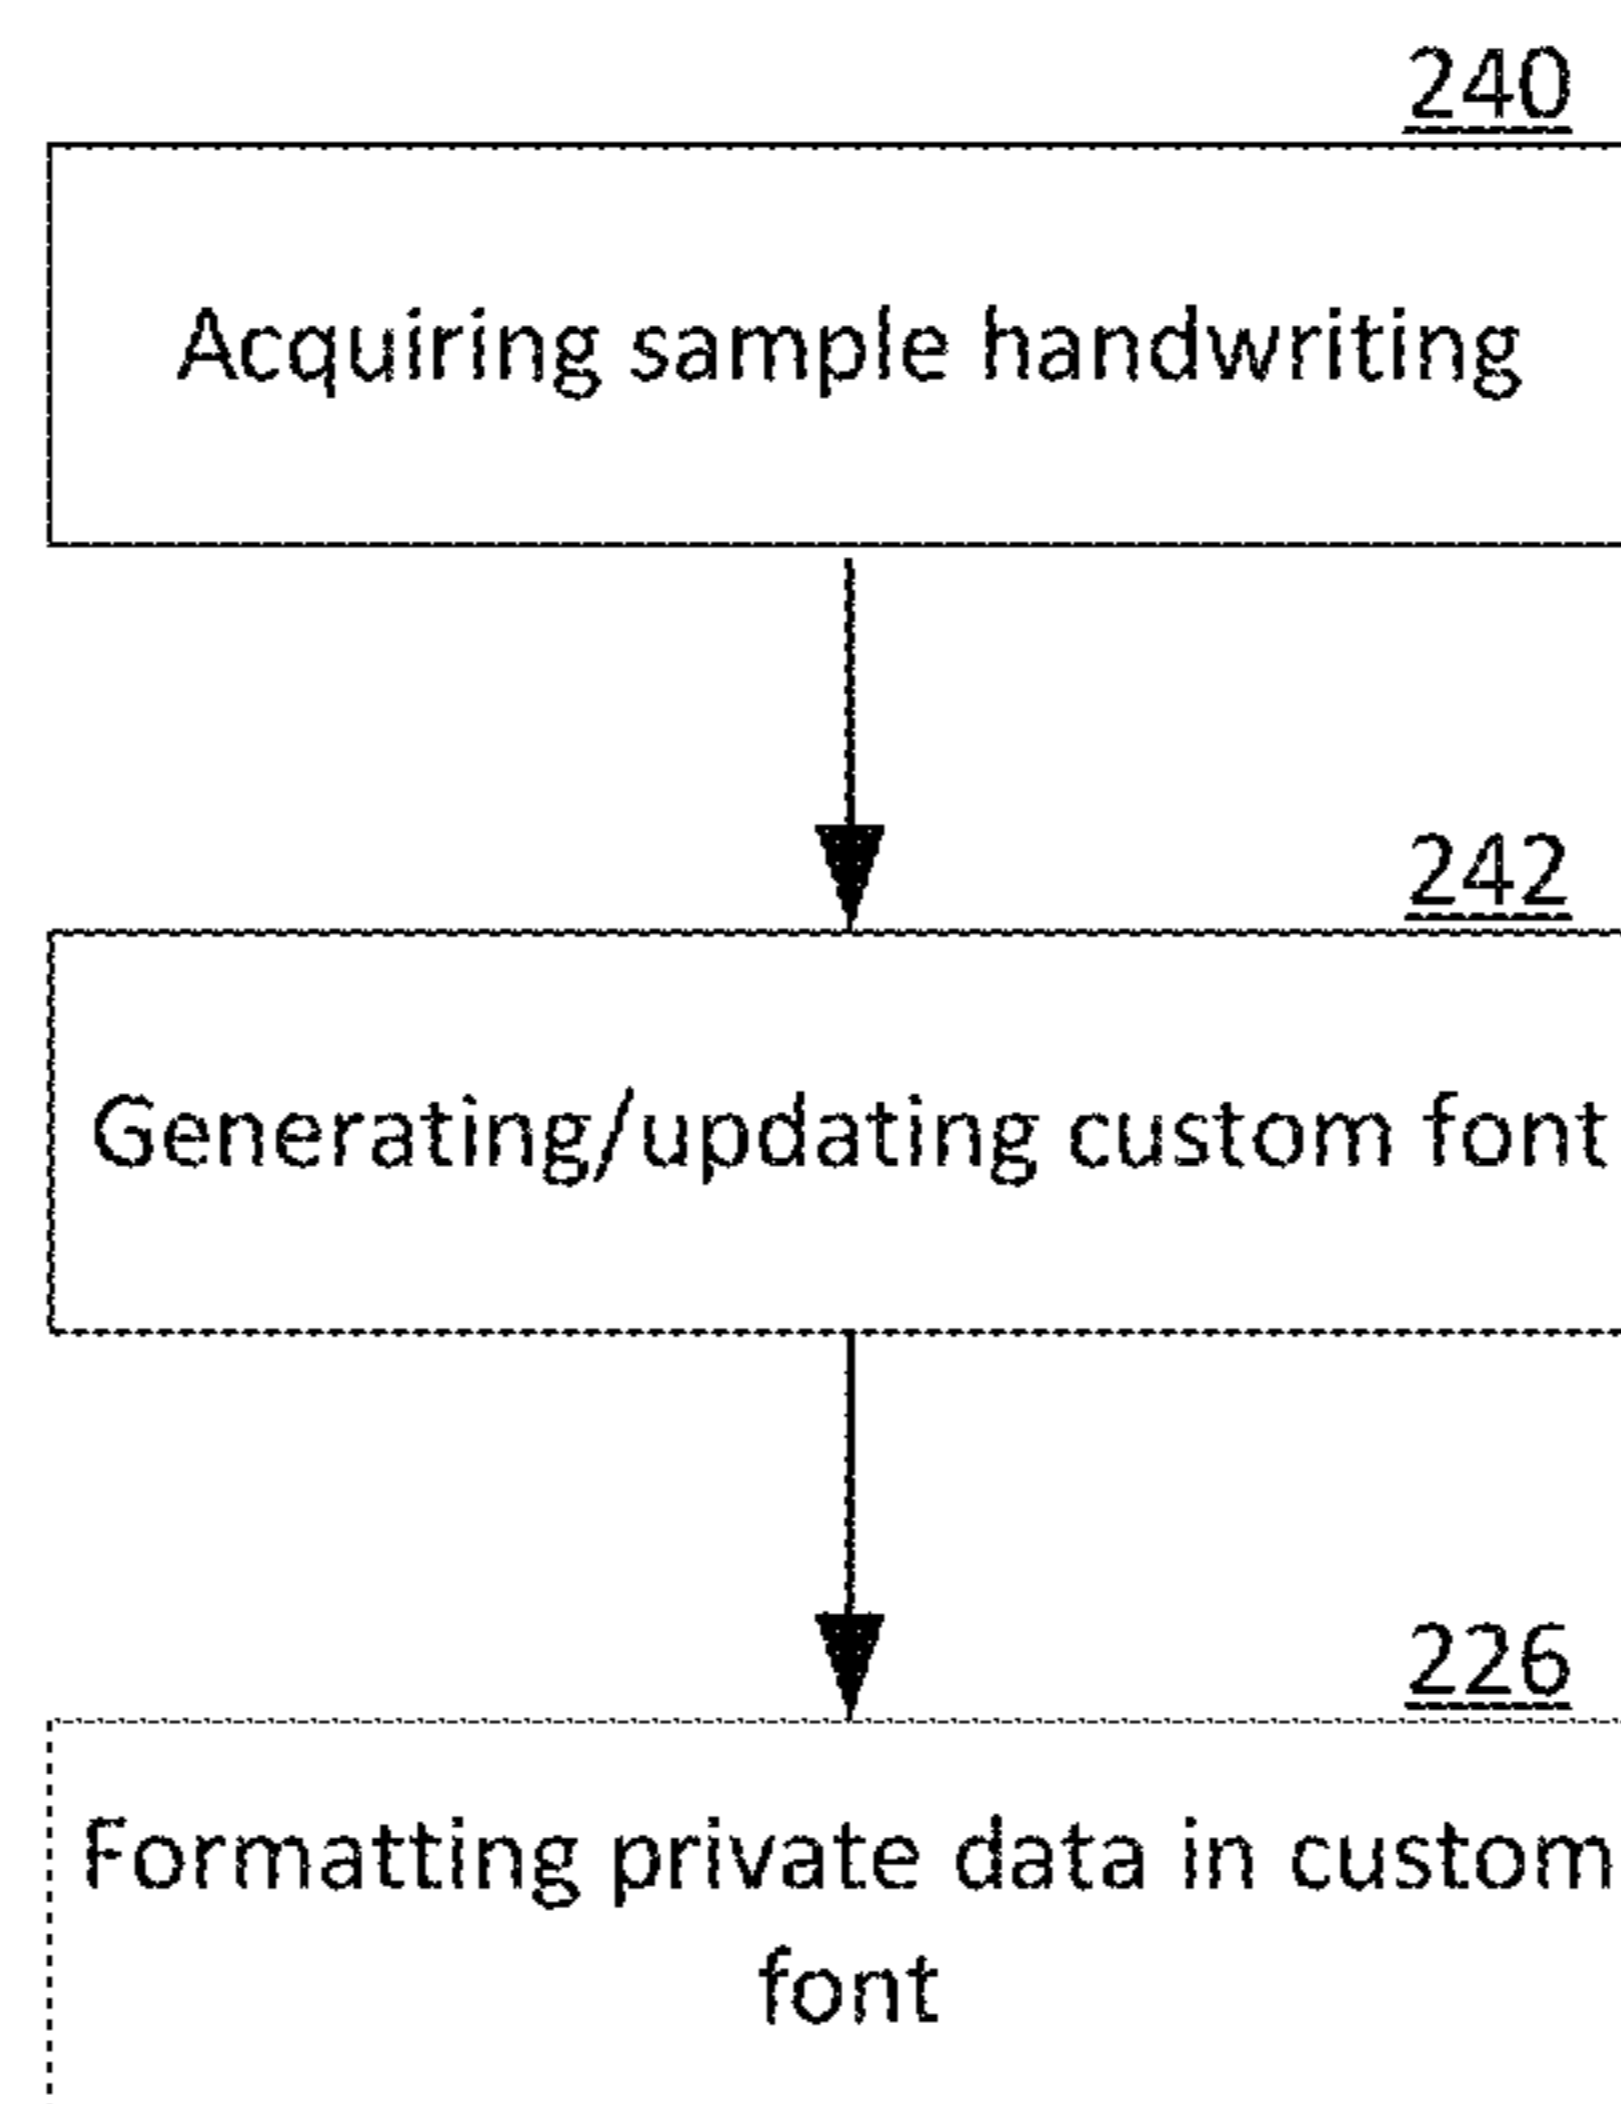 240
Acquiring sample handwriting
242
Generating/updating custom font
226
Formatting private data in custom
font